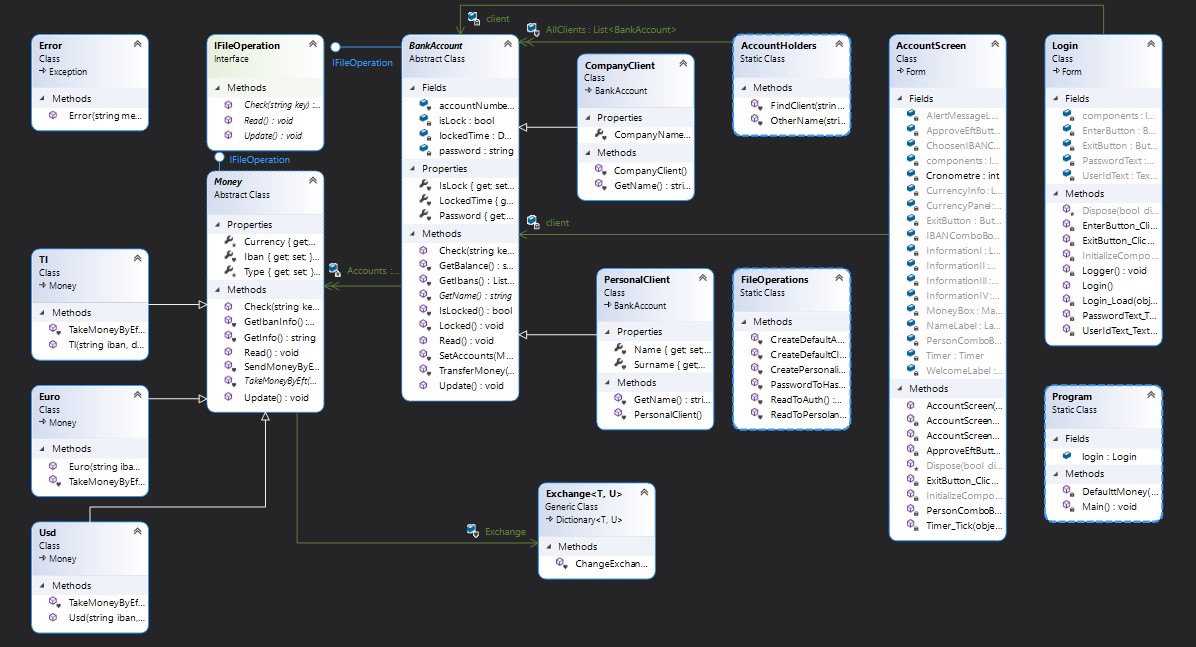 client
AllClients : List<BankAccount>
Error
Class
Exception
Methods
Error(string me...
IFileOperation
Interface
Methods
Check(string key) :...
Read() : void
Update() : void
IFileOperation
IFileOperation
Money
Abstract Class
Properties
Currency { get...
Iban { get; set; }...
Type { get; set; }...
Methods
Check(string ke...
GetIbanInfo() :...
GetInfo() : string
Read() : void
SendMoneyByE...
TakeMoneyByEft(...
Update() : void
Tl
Class
Money
Methods
TakeMoneyByEf...
Tl(string iban, d...
Euro
Class
Money
Methods
Euro(string iba...
TakeMoneyByEf...
Usd
Class
Money
Methods
TakeMoneyByEf...
Usd(string iban,...
Accounts :...
BankAccount
Abstract Class
Fields
accountNumbe...
isLock : bool
lockedTime : D...
password : string
Properties
IsLock { get; set...
LockedTime { g...
Password { get;...
Methods
Check(string ke...
GetBalance() : s...
GetIbans() : List...
GetName() : string
IsLocked() : bool
Locked() : void
Read() : void
SetAccounts(M...
TransferMoney(...
Update() : void
CompanyClient
Class
BankAccount
Properties
CompanyName...
Methods
CompanyClient()
GetName() : stri...
client
PersonalClient
Class
BankAccount
Properties
Name { get; set;...
Surname { get;...
Methods
GetName() : stri...
PersonalClient()
Exchange
Exchange<T, U>
Generic Class
Dictionary<T, U>
Methods
ChangeExchan...
AccountHolders
Static Class
Methods
FindClient(strin...
OtherName(stri...
FileOperations
Static Class
Methods
CreateDefaultA...
CreateDefaultCl...
CreatePersonali...
PasswordToHas...
ReadToAuth() :...
ReadToPersolan...
AccountScreen
Class
Form
Fields
AlertMessageL...
ApproveEftButt...
ChoosenIBANC...
components : I...
Cronometre : int
CurrencyInfo : L...
CurrencyPanel :...
ExitButton : But...
IBANComboBo...
InformationI : L...
InformationII :...
InformationIII :...
InformationIV :...
MoneyBox : Ma...
NameLabel : La...
PersonComboB...
Timer : Timer
WelcomeLabel :...
Methods
AccountScreen(...
AccountScreen...
AccountScreen...
ApproveEftButt...
Dispose(bool di...
ExitButton_Clic...
InitializeCompo...
PersonComboB...
Timer_Tick(obje...
Login
Class
Form
Fields
components : I...
EnterButton : B...
ExitButton : But...
PasswordText :...
UserIdText : Tex...
Methods
Dispose(bool di...
EnterButton_Cli...
ExitButton_Clic...
InitializeCompo...
Logger() : void
Login()
Login_Load(obj...
PasswordText_T...
UserIdText_Text...
Program
Static Class
Fields
login : Login
Methods
DefaulttMoney(...
Main() : void